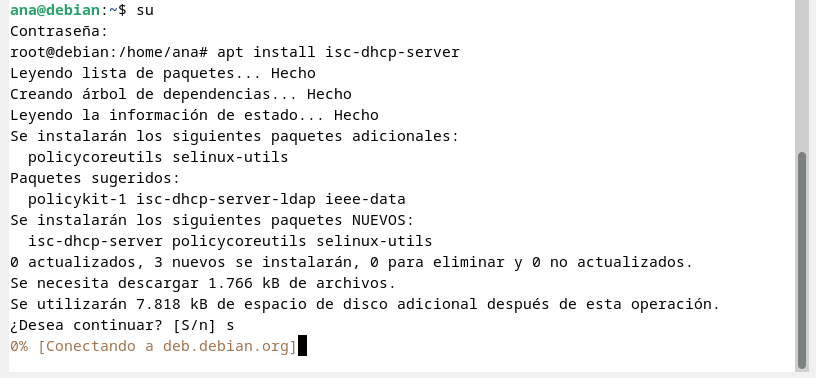 ana@debian:~$ su
Contraseña:
root@debian:/home/ana# apt install isc-dhcp-server
Leyendo lista de paquetes... Hecho
Creando árbol de dependencias... Hecho
Leyendo la información de estado... Hecho
Se instalarán los siguientes paquetes adicionales:
  policycoreutils selinux-utils
Paquetes sugeridos:
  policykit-1 isc-dhcp-server-ldap ieee-data
Se instalarán los siguientes paquetes NUEVOS:
  isc-dhcp-server policycoreutils selinux-utils
0 actualizados, 3 nuevos se instalarán, 0 para eliminar y 0 no actualizados.
Se necesita descargar 1.766 kB de archivos.
Se utilizarán 7.818 kB de espacio de disco adicional después de esta operación.
¿Desea continuar? [S/n] s
0% [Conectando a deb.debian.org]